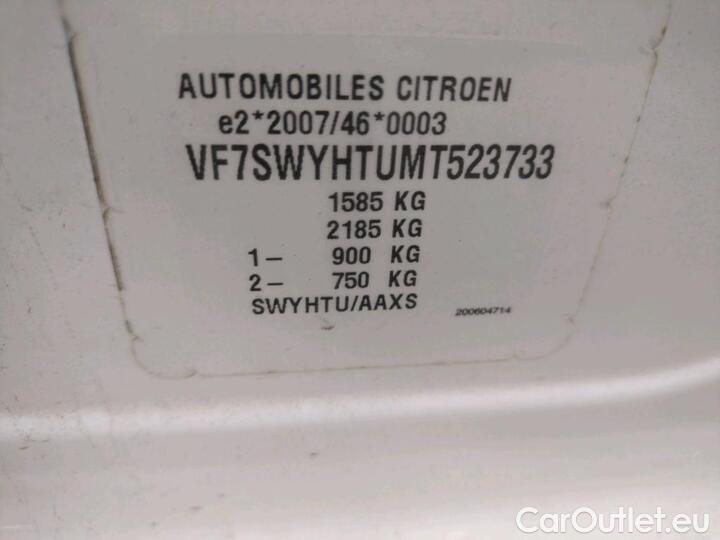 AUTOMOBILES CITROEN
e2*2007/46*0003
VF7SWYHTUMT523733
1585 KG
2185 KG
1- 900 KG
2- 750 KG
SWYHTU/AAXS
200604714
CarOutlet.eu